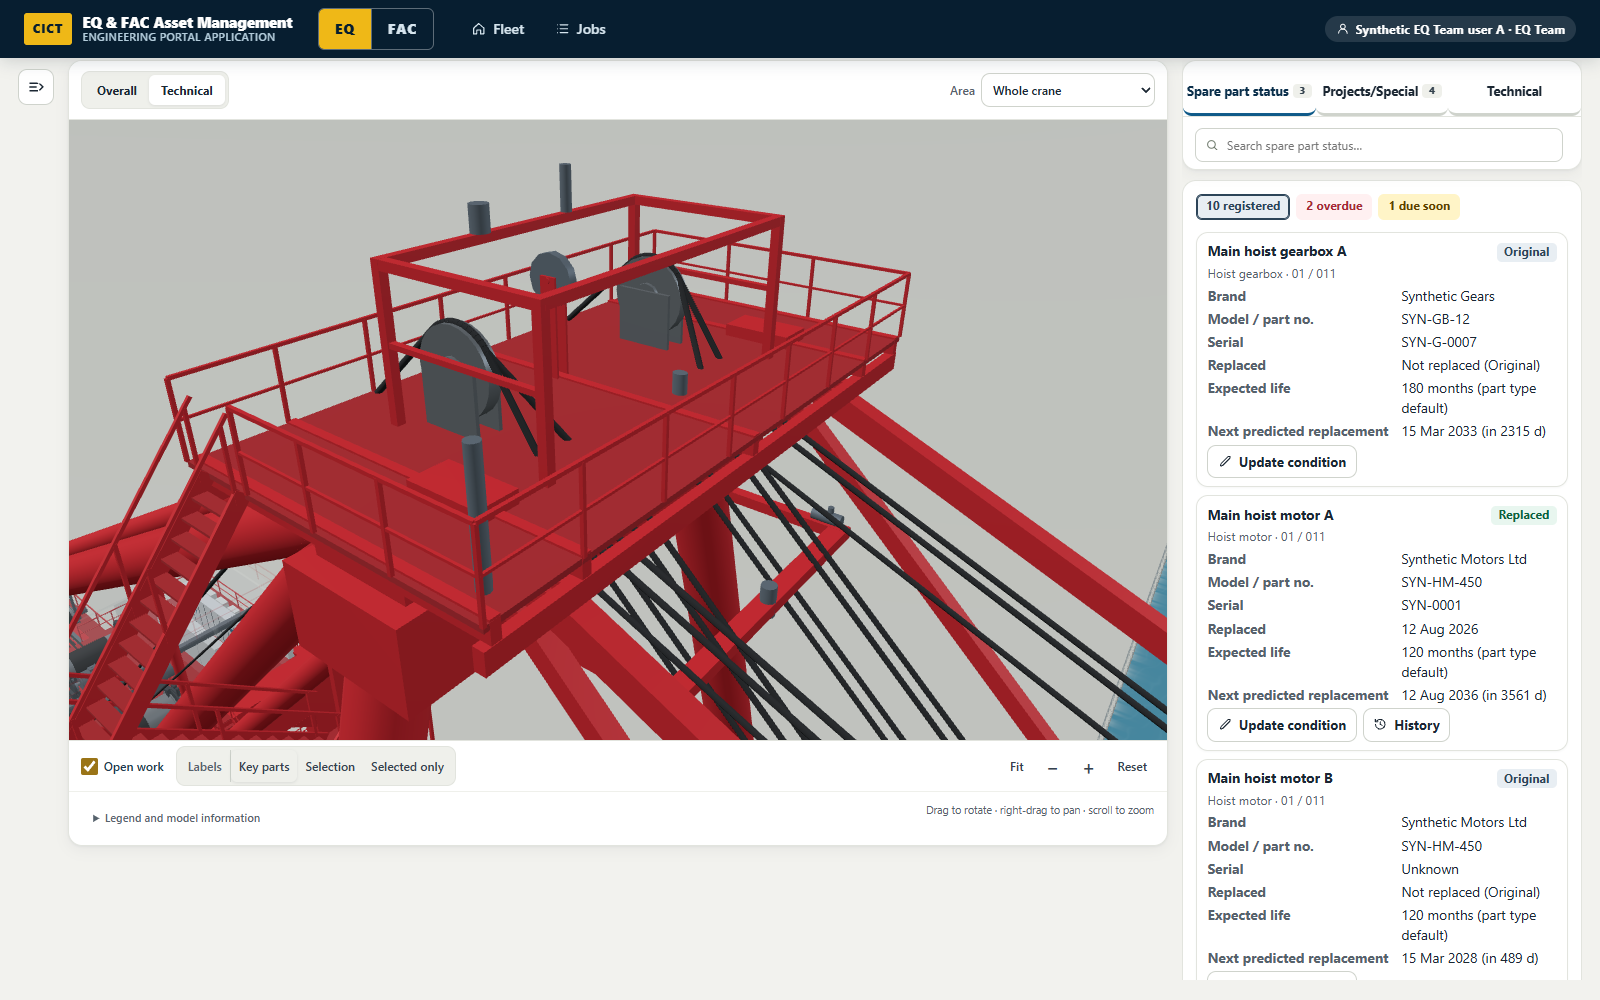 CICT
EQ & FAC Asset Management
ENGINEERING PORTAL APPLICATION
EQ
FAC
Fleet
Jobs
Synthetic EQ Team user A · EQ Team
Overall
Technical
Area
Whole crane
Spare part status 3
Projects/Special 4
Technical
Search spare part status...
10 registered
2 overdue
1 due soon
Main hoist gearbox A
Original
Hoist gearbox · 01 / 011
Brand Synthetic Gears
Model / part no. SYN-GB-12
Serial SYN-G-0007
Replaced Not replaced (Original)
Expected life 180 months (part type
default)
Next predicted replacement 15 Mar 2033 (in 2315 d)
Update condition
Main hoist motor A
Replaced
Hoist motor · 01 / 011
Brand Synthetic Motors Ltd
Model / part no. SYN-HM-450
Serial SYN-0001
Replaced 12 Aug 2026
Expected life 120 months (part type
default)
Next predicted replacement 12 Aug 2036 (in 3561 d)
Update condition
History
Main hoist motor B
Original
Hoist motor · 01 / 011
Brand Synthetic Motors Ltd
Model / part no. SYN-HM-450
Serial Unknown
Replaced Not replaced (Original)
Expected life 120 months (part type
default)
Next predicted replacement 15 Mar 2028 (in 489 d)
Open work
Labels
Key parts
Selection
Selected only
Fit
−
+
Reset
Legend and model information
Drag to rotate · right-drag to pan · scroll to zoom